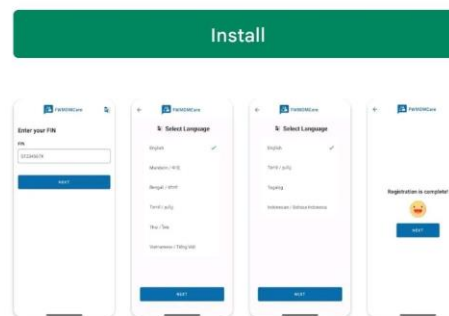 Install
FWMOMCare
Enter your FIN
FIN
NEXT
FWMOMCare
Select Language
English
Mandarin / 中文
Bengali / বাংলা
Tamil / தமிழ்
Thai / ไทย
Vietnamese / Tiếng Việt
NEXT
FWMOMCare
Select Language
English
Tamil / தமிழ்
Tagalog
Indonesian / Bahasa Indonesia
NEXT
FWMOMCare
Registration is complete!
NEXT